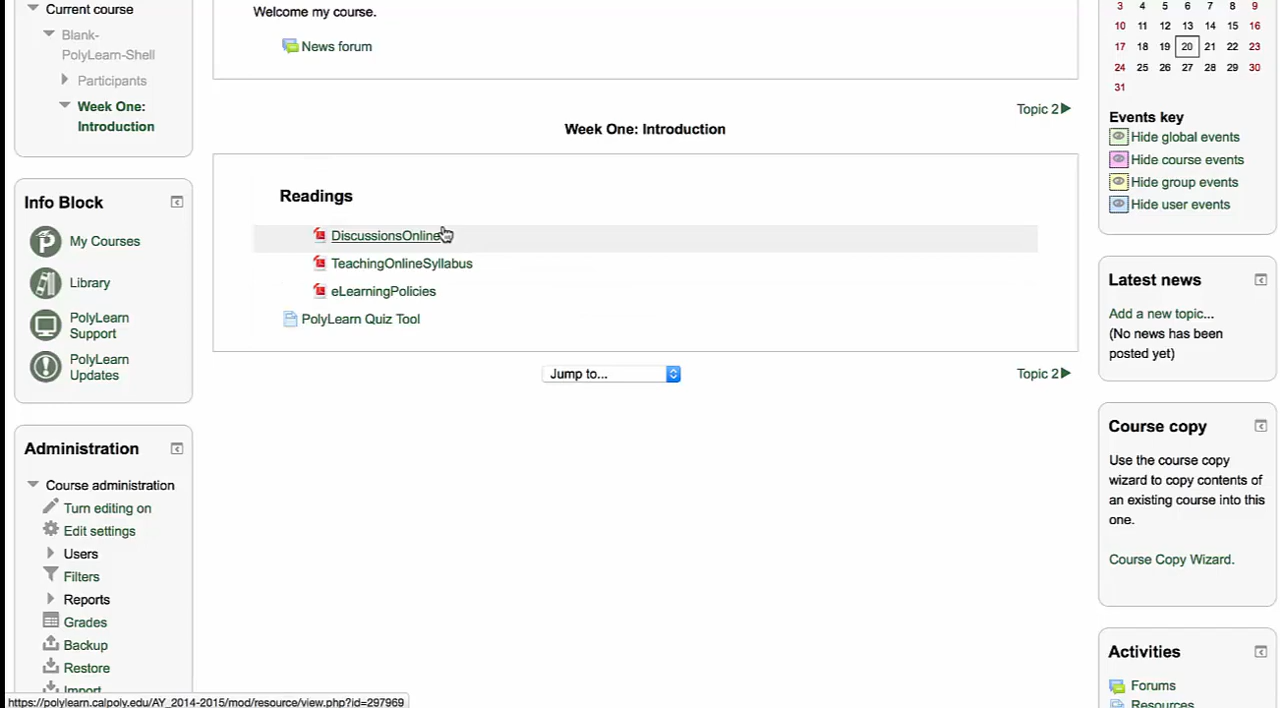 Current course
Blank-
PolyLearn-Shell
Participants
Week One:
Introduction
Info Block
My Courses
Library
PolyLearn
Support
PolyLearn
Updates
Administration
Course administration
Turn editing on
Edit settings
Users
Filters
Reports
Grades
Backup
Restore
Import
https://polylearn.calpoly.edu/AY_2014-2015/mod/resource/view.php?id=297969
Welcome my course.
News forum
Topic 2
Week One: Introduction
Readings
DiscussionsOnline
TeachingOnlineSyllabus
eLearningPolicies
PolyLearn Quiz Tool
Jump to...
Topic 2
3 4 5 6 7 8 9
10 11 12 13 14 15 16
17 18 19 20 21 22 23
24 25 26 27 28 29 30
31
Events key
Hide global events
Hide course events
Hide group events
Hide user events
Latest news
Add a new topic...
(No news has been
posted yet)
Course copy
Use the course copy
wizard to copy contents of
an existing course into this
one.
Course Copy Wizard.
Activities
Forums
Resources